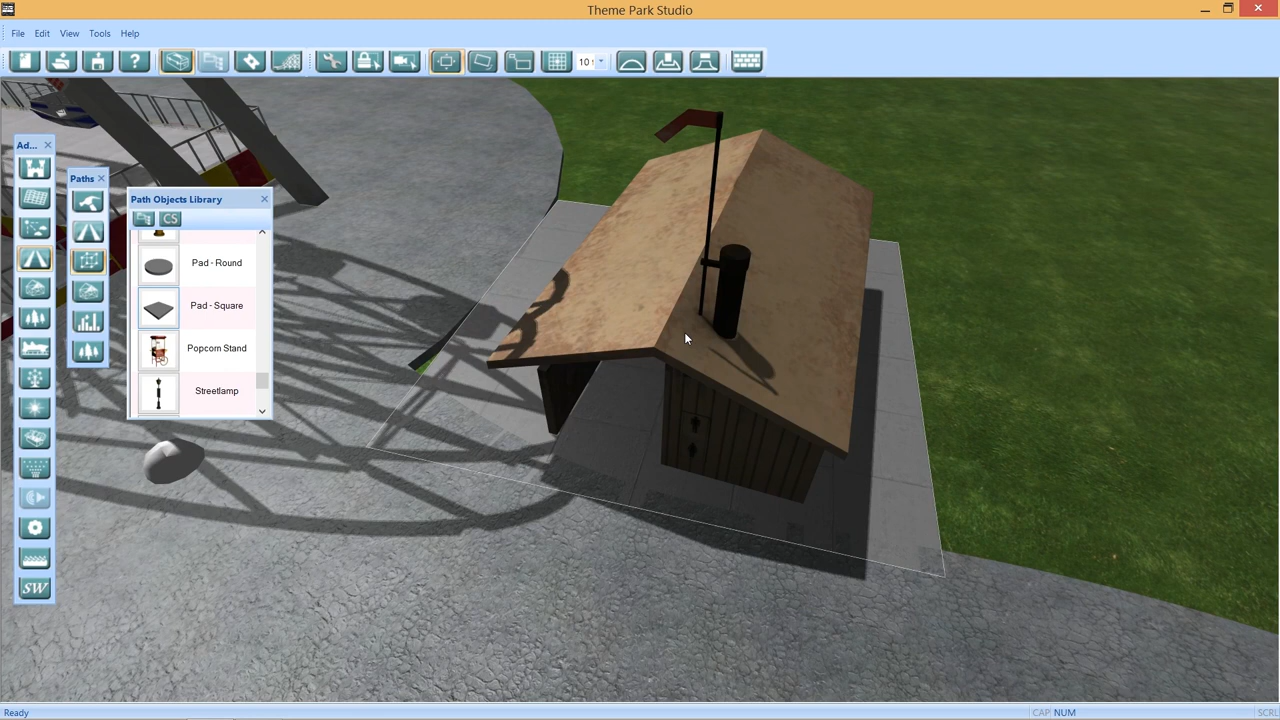 Theme Park Studio
File Edit View Tools Help
10
Ad...
Paths
Path Objects Library
CS
Pad - Round
Pad - Square
Popcorn Stand
Streetlamp
SW
Ready
CAP NUM SCRL